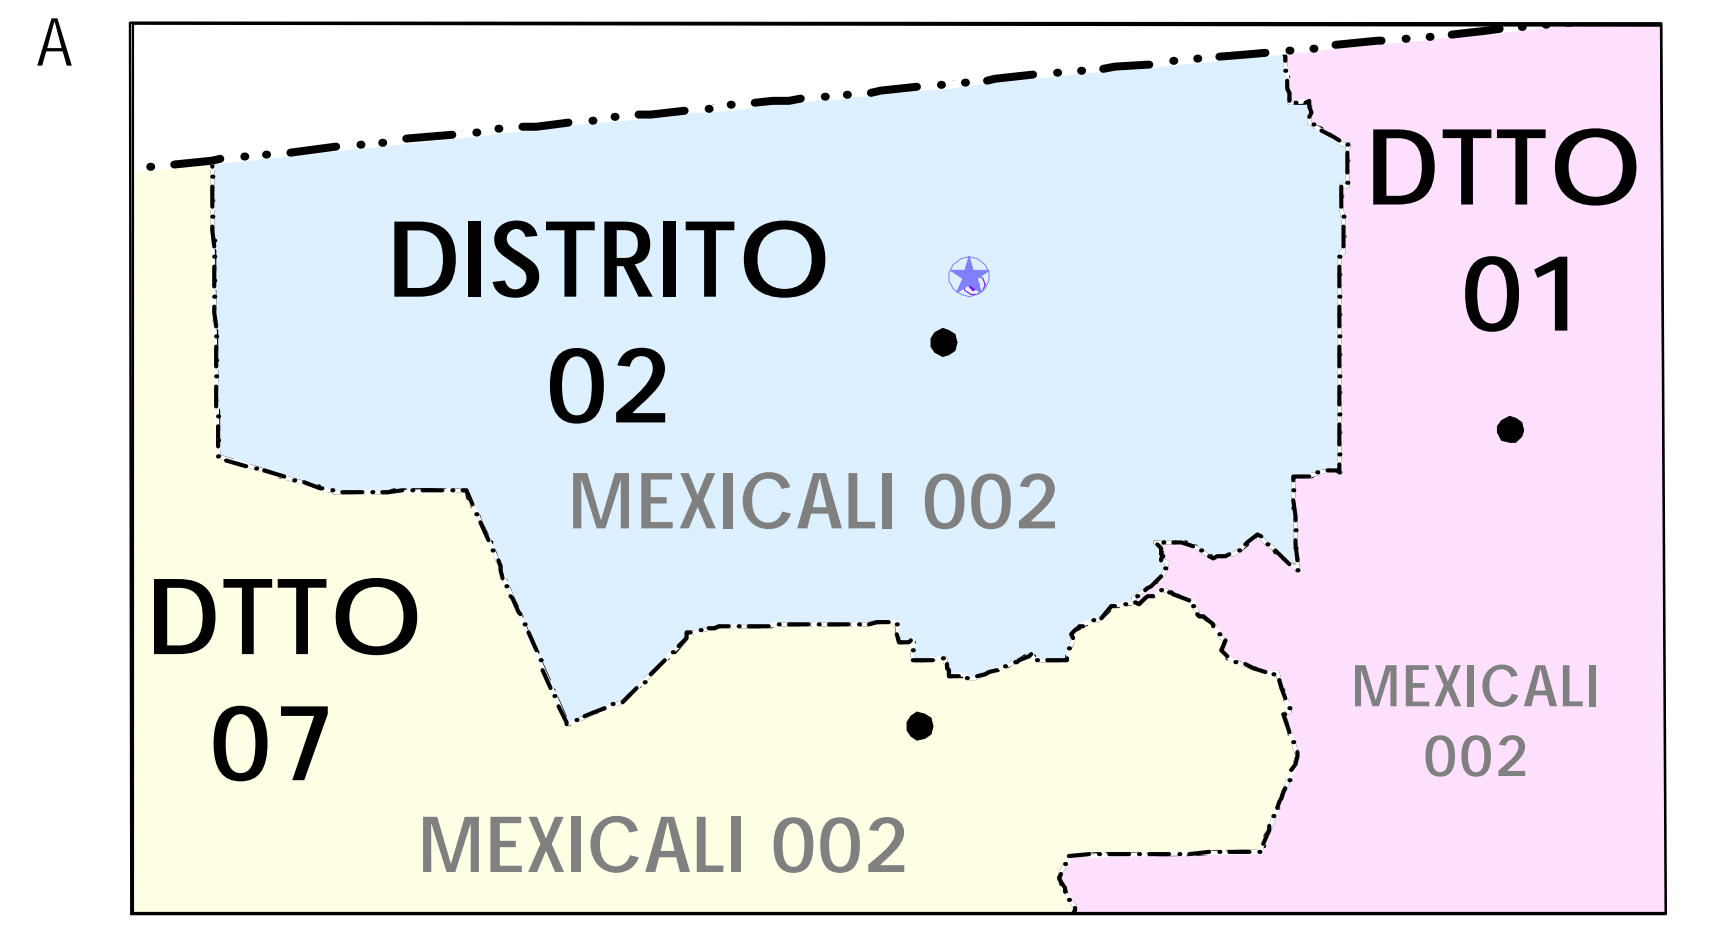 A
DTTO
01
DISTRITO
02
MEXICALI 002
DTTO
07
MEXICALI
002
MEXICALI 002